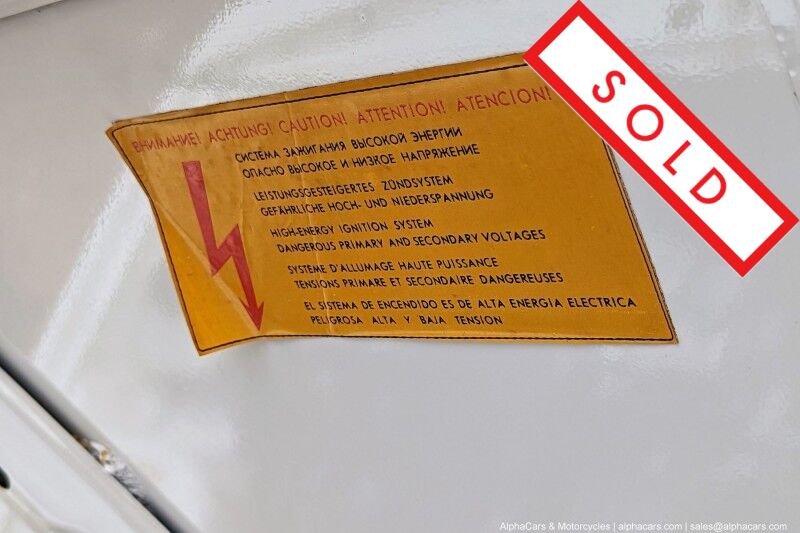 ВНИМАНИЕ! ACHTUNG! CAUTION! ATTENTION! ATENCION!
СИСТЕМА ЗАЖИГАНИЯ ВЫСОКОЙ ЭНЕРГИИ
ОПАСНО ВЫСОКОЕ И НИЗКОЕ НАПРЯЖЕНИЕ
LEISTUNGSGESTEIGERTES ZÜNDSYSTEM
GEFÄHRLICHE HOCH- UND NIEDERSPANNUNG
HIGH-ENERGY IGNITION SYSTEM
DANGEROUS PRIMARY AND SECONDARY VOLTAGES
SYSTEME D'ALLUMAGE HAUTE PUISSANCE
TENSIONS PRIMARE ET SECONDAIRE DANGEREUSES
EL SISTEMA DE ENCENDIDO ES DE ALTA ENERGIA ELECTRICA
PELIGROSA ALTA Y BAJA TENSION
SOLD
AlphaCars & Motorcycles | alphacars.com | sales@alphacars.com